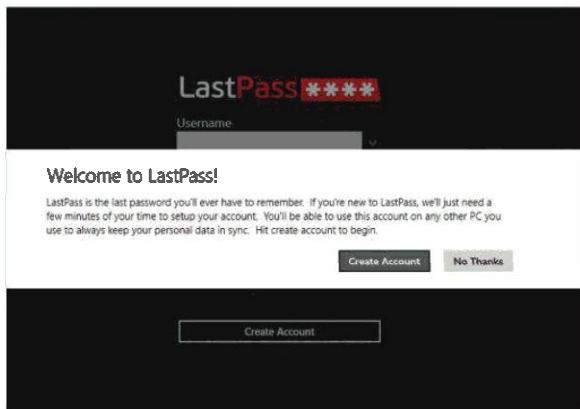 LastPass ****
Username
Welcome to LastPass!
LastPass is the last password you'll ever have to remember. If you're new to LastPass, we'll just need a
few minutes of your time to setup your account. You'll be able to use this account on any other PC you
use to always keep your personal data in sync. Hit create account to begin.
Create Account No Thanks
Create Account